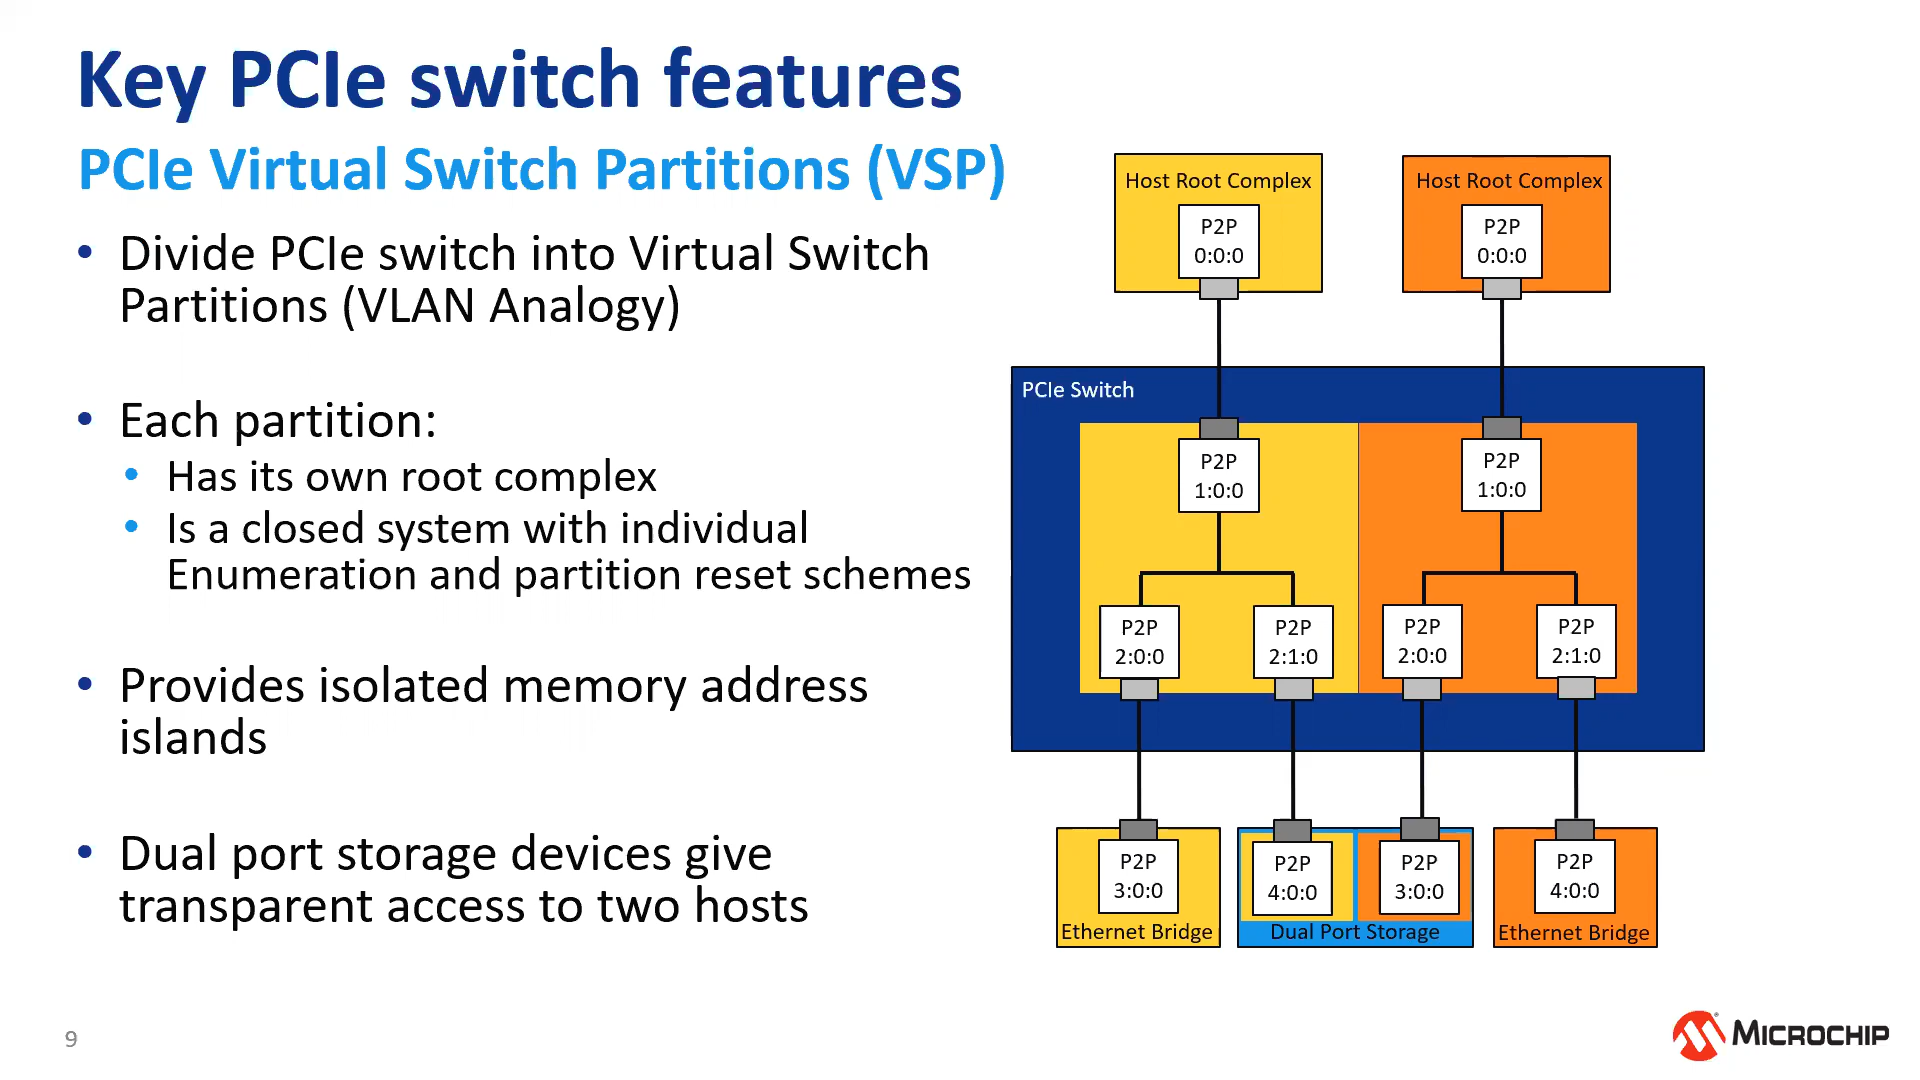 Key PCIe switch features
PCIe Virtual Switch Partitions (VSP)
• Divide PCIe switch into Virtual Switch
Partitions (VLAN Analogy)
• Each partition:
• Has its own root complex
• Is a closed system with individual
Enumeration and partition reset schemes
• Provides isolated memory address
islands
• Dual port storage devices give
transparent access to two hosts
Host Root Complex
P2P
0:0:0
Host Root Complex
P2P
0:0:0
PCIe Switch
P2P
1:0:0
P2P
1:0:0
P2P
2:0:0
P2P
2:1:0
P2P
2:0:0
P2P
2:1:0
P2P
3:0:0
Ethernet Bridge
P2P
4:0:0
P2P
3:0:0
Dual Port Storage
P2P
4:0:0
Ethernet Bridge
9
MICROCHIP